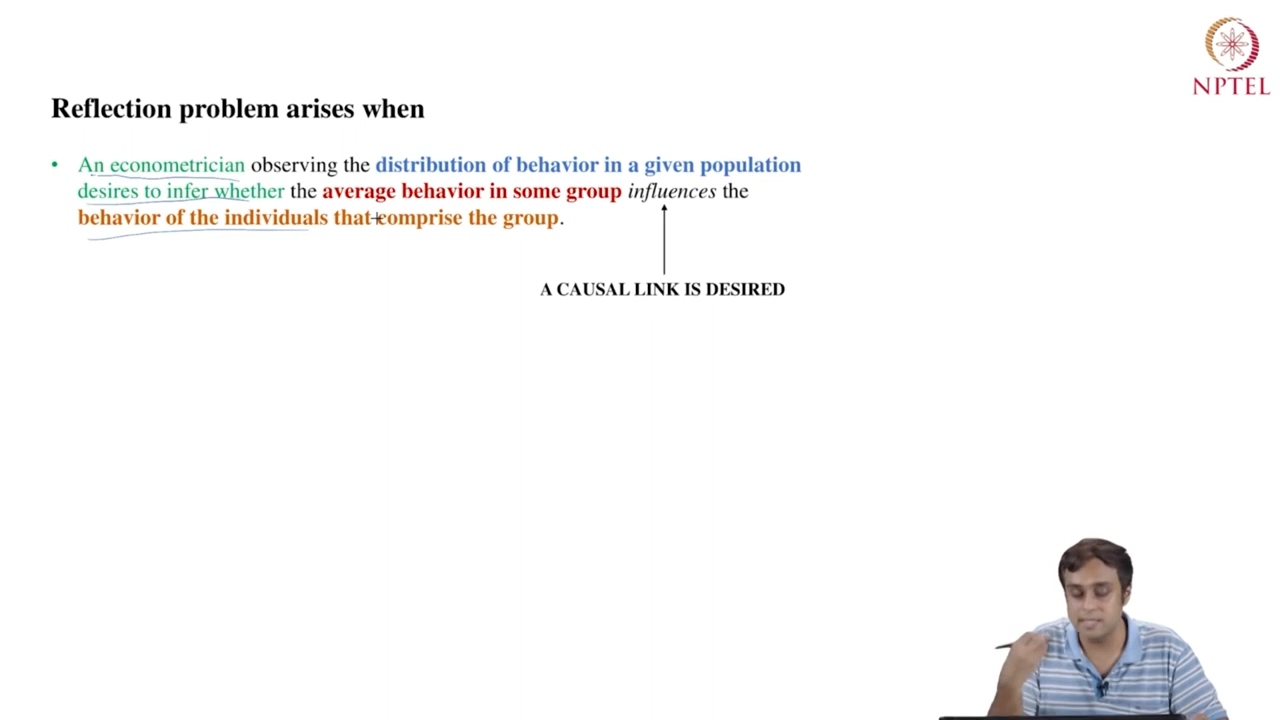 NPTEL
Reflection problem arises when
• An econometrician observing the distribution of behavior in a given population
desires to infer whether the average behavior in some group influences the
behavior of the individuals that comprise the group.
A CAUSAL LINK IS DESIRED